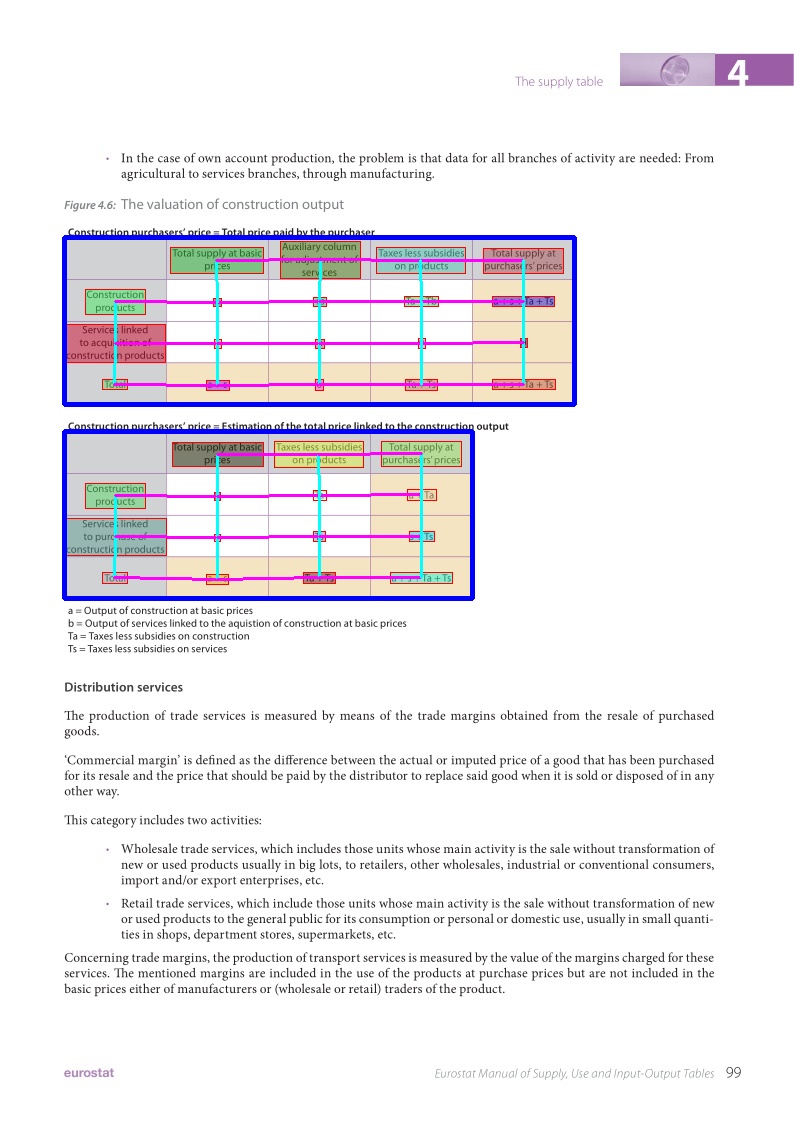 The supply table
4
• In the case of own account production, the problem is that data for all branches of activity are needed: From
agricultural to services branches, through manufacturing.
Figure 4.6: The valuation of construction output
Construction purchasers' price = Total price paid by the purchaser
Total supply at basic prices
Auxiliary column for adjustment of services
Taxes less subsidies on products
Total supply at purchasers' prices
Construction products
a + s + Ta + Ts
Services linked to acquisition of construction products
Total
a + s
0
Ta + Ts
a + s + Ta + Ts
Construction purchasers' price = Estimation of the total price linked to the construction output
Total supply at basic prices
Taxes less subsidies on products
Total supply at purchasers' prices
Construction products
a + Ta
Services linked to purchase of construction products
s + Ts
Total
a + s
Ta + Ts
a + s + Ta + Ts
a = Output of construction at basic prices
b = Output of services linked to the aquistion of construction at basic prices
Ta = Taxes less subsidies on construction
Ts = Taxes less subsidies on services
Distribution services
The production of trade services is measured by means of the trade margins obtained from the resale of purchased
goods.
‘Commercial margin’ is defined as the difference between the actual or imputed price of a good that has been purchased
for its resale and the price that should be paid by the distributor to replace said good when it is sold or disposed of in any
other way.
This category includes two activities:
• Wholesale trade services, which includes those units whose main activity is the sale without transformation of
new or used products usually in big lots, to retailers, other wholesales, industrial or conventional consumers,
import and/or export enterprises, etc.
• Retail trade services, which include those units whose main activity is the sale without transformation of new
or used products to the general public for its consumption or personal or domestic use, usually in small quanti-
ties in shops, department stores, supermarkets, etc.
Concerning trade margins, the production of transport services is measured by the value of the margins charged for these
services. The mentioned margins are included in the use of the products at purchase prices but are not included in the
basic prices either of manufacturers or (wholesale or retail) traders of the product.
eurostat
Eurostat Manual of Supply, Use and Input-Output Tables 99